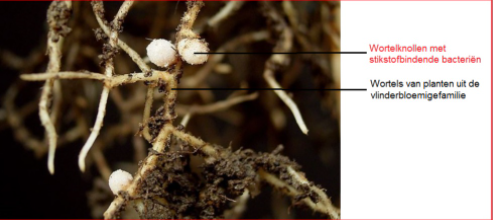 Wortelknollen met
stikstofbindende bacteriën
Wortels van planten uit de
vlinderbloemigefamilie